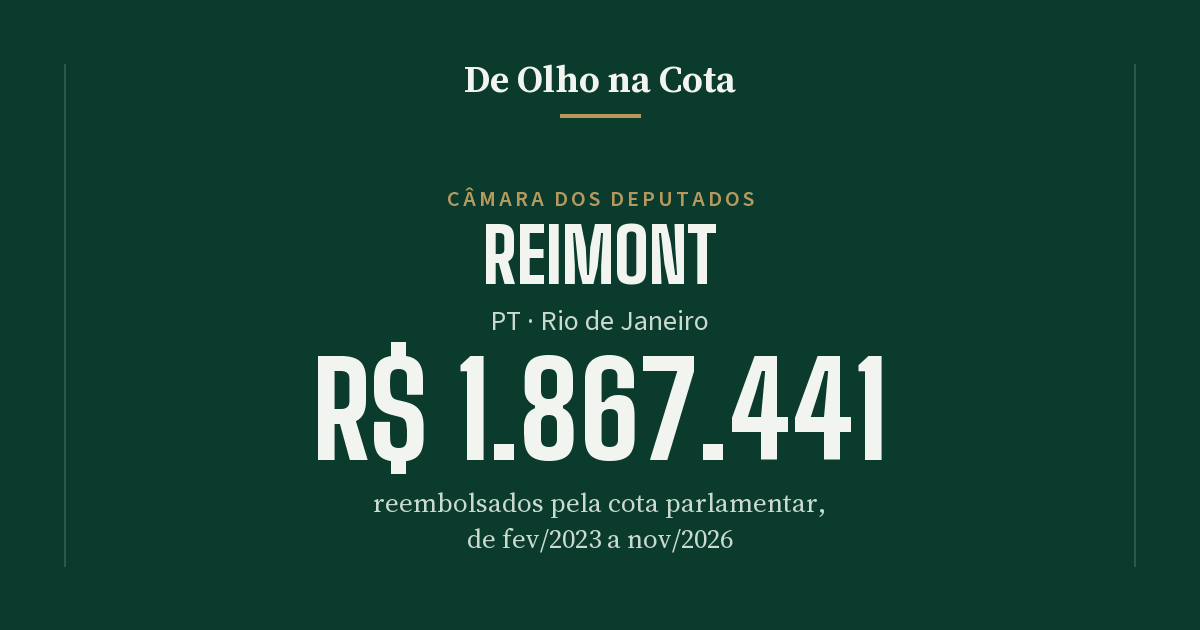 De Olho na Cota
CÂMARA DOS DEPUTADOS
REIMONT
PT · Rio de Janeiro
R$ 1.867.441
reembolsados pela cota parlamentar,
de fev/2023 a nov/2026